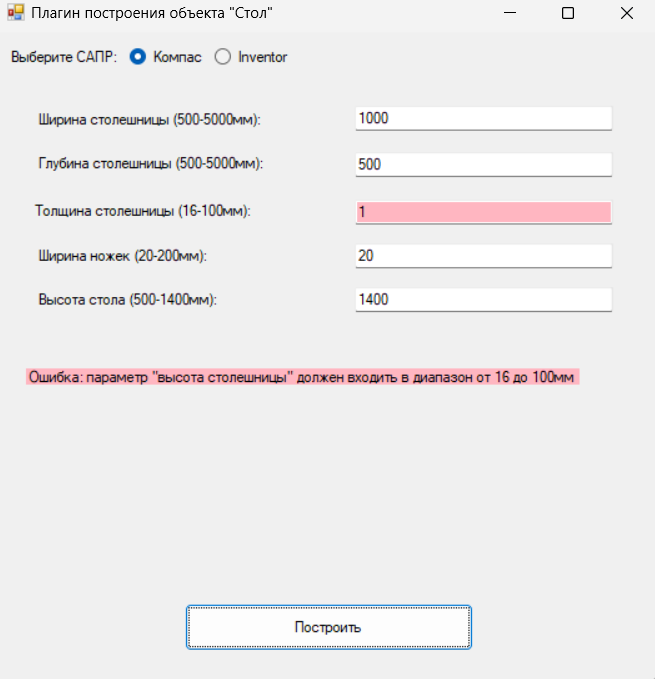 Плагин построения объекта "Стол"
Выберите САПР: Компас Inventor
Ширина столешницы (500-5000мм): 1000
Глубина столешницы (500-5000мм): 500
Толщина столешницы (16-100мм): 1
Ширина ножек (20-200мм): 20
Высота стола (500-1400мм): 1400
Ошибка: параметр "высота столешницы" должен входить в диапазон от 16 до 100мм
Построить